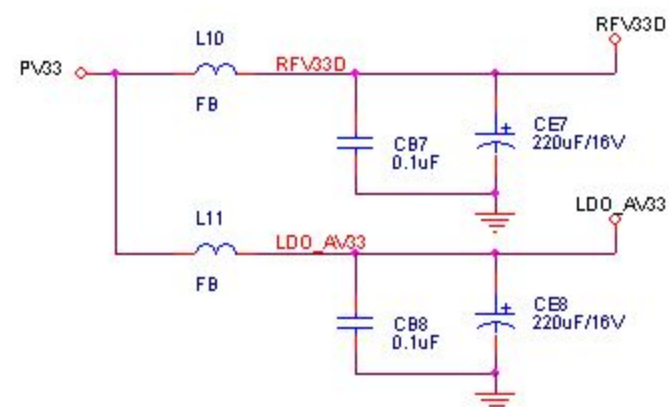 RFV33D
L10
PV33
RFV33D
FB
CB7
0.1uF
CE7
220uF/16V
LDO_AV33
L11
LDO_AV33
FB
CB8
0.1uF
CE8
220uF/16V